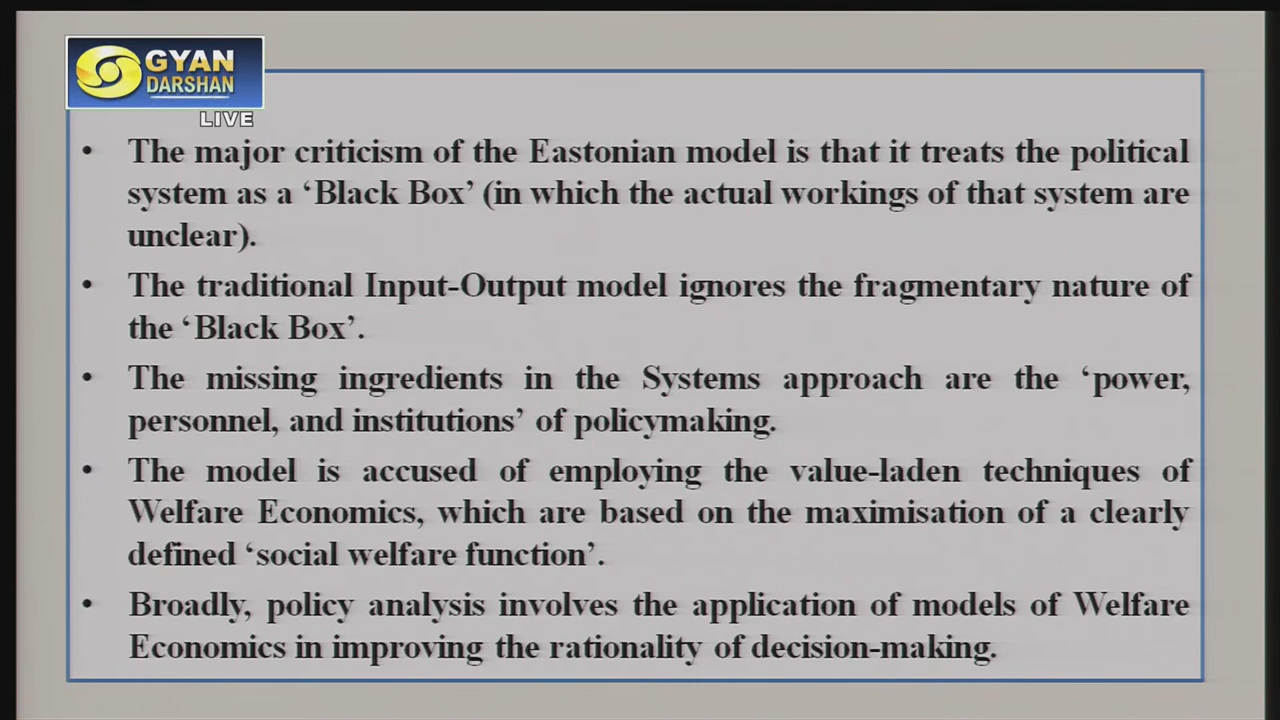 GYAN
DARSHAN
LIVE
• The major criticism of the Eastonian model is that it treats the political
system as a ‘Black Box’ (in which the actual workings of that system are
unclear).
• The traditional Input-Output model ignores the fragmentary nature of
the ‘Black Box’.
• The missing ingredients in the Systems approach are the ‘power,
personnel, and institutions’ of policymaking.
• The model is accused of employing the value-laden techniques of
Welfare Economics, which are based on the maximisation of a clearly
defined ‘social welfare function’.
• Broadly, policy analysis involves the application of models of Welfare
Economics in improving the rationality of decision-making.